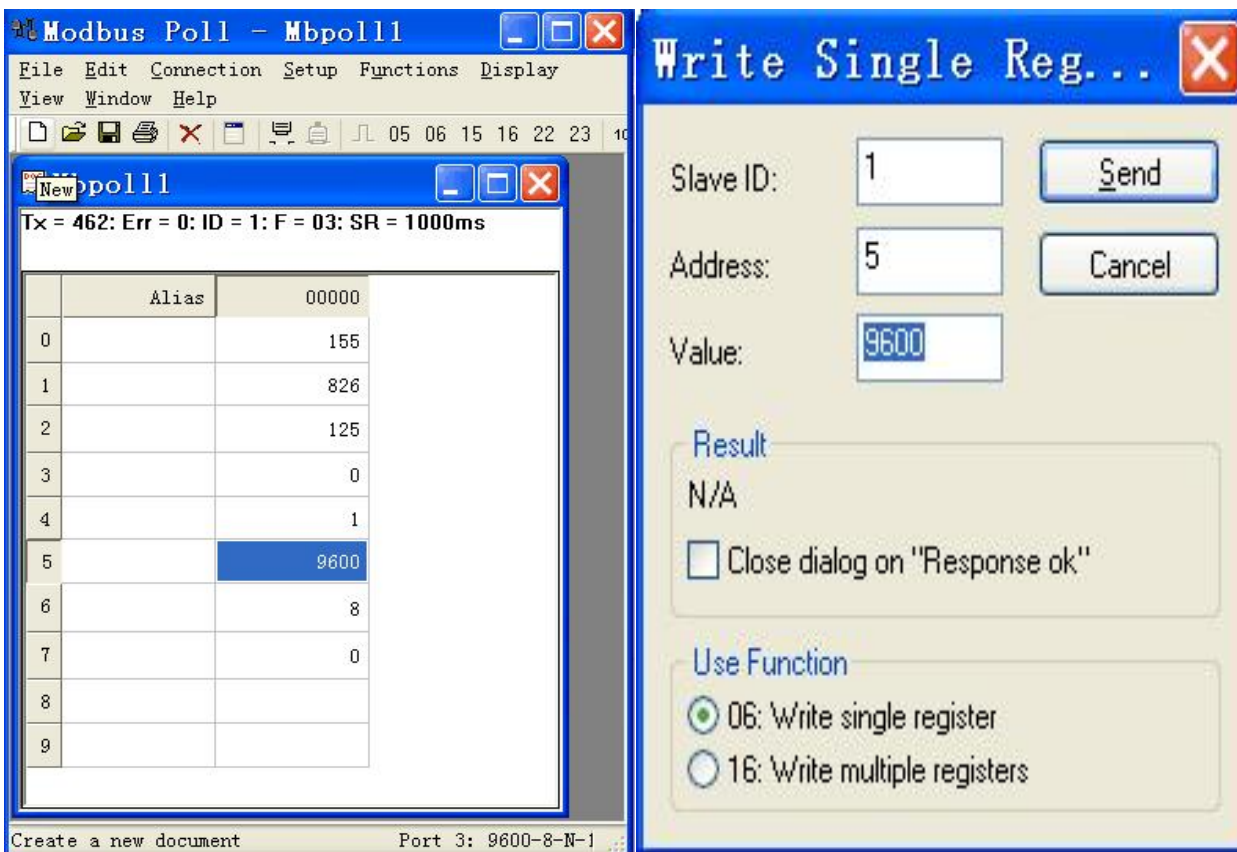 Modbus Poll - Mbpoll1
File Edit Connection Setup Functions Display
View Window Help
05 06 15 16 22 23
Mbpoll1
New
Tx = 462: Err = 0: ID = 1: F = 03: SR = 1000ms
Alias 00000
0 155
1 826
2 125
3 0
4 1
5 9600
6 8
7 0
8
9
Create a new document Port 3: 9600-8-N-1
Write Single Reg...
Slave ID: 1 Send
Address: 5 Cancel
Value: 9600
Result
N/A
Close dialog on "Response ok"
Use Function
06: Write single register
16: Write multiple registers